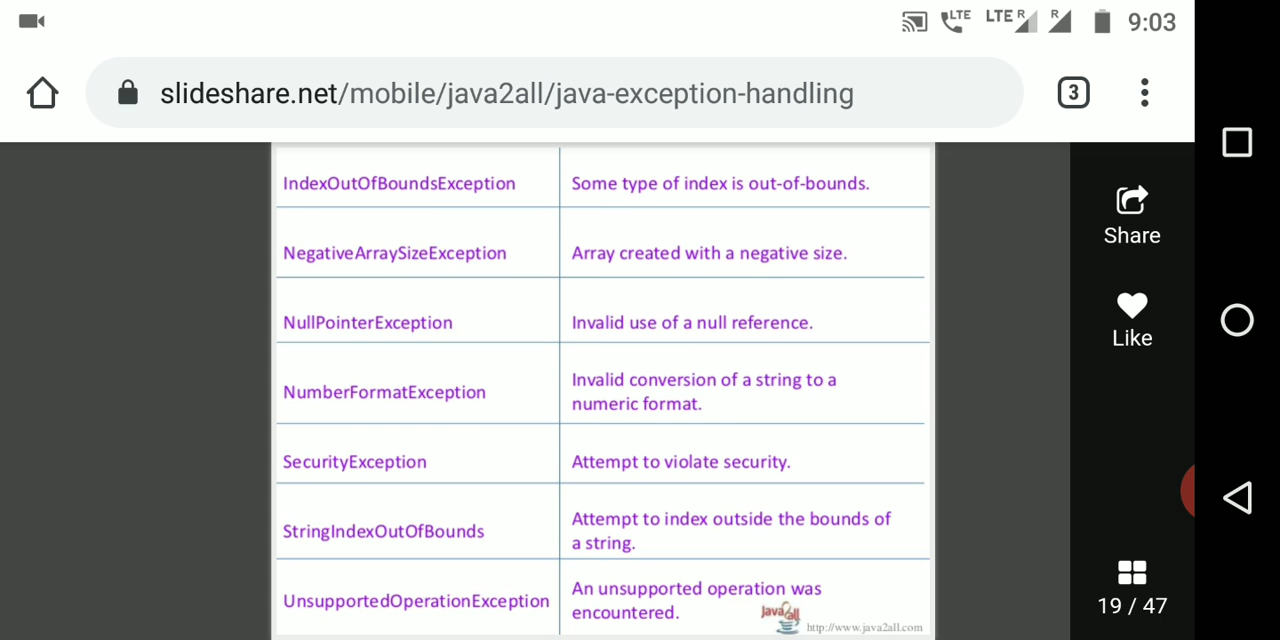 LTE LTE R R 9:03
slideshare.net/mobile/java2all/java-exception-handling 3
IndexOutOfBoundsException Some type of index is out-of-bounds.
NegativeArraySizeException Array created with a negative size.
NullPointerException Invalid use of a null reference.
NumberFormatException Invalid conversion of a string to a
numeric format.
SecurityException Attempt to violate security.
StringIndexOutOfBounds Attempt to index outside the bounds of
a string.
UnsupportedOperationException An unsupported operation was
encountered.
Java2all http://www.java2all.com
Share
Like
19 / 47